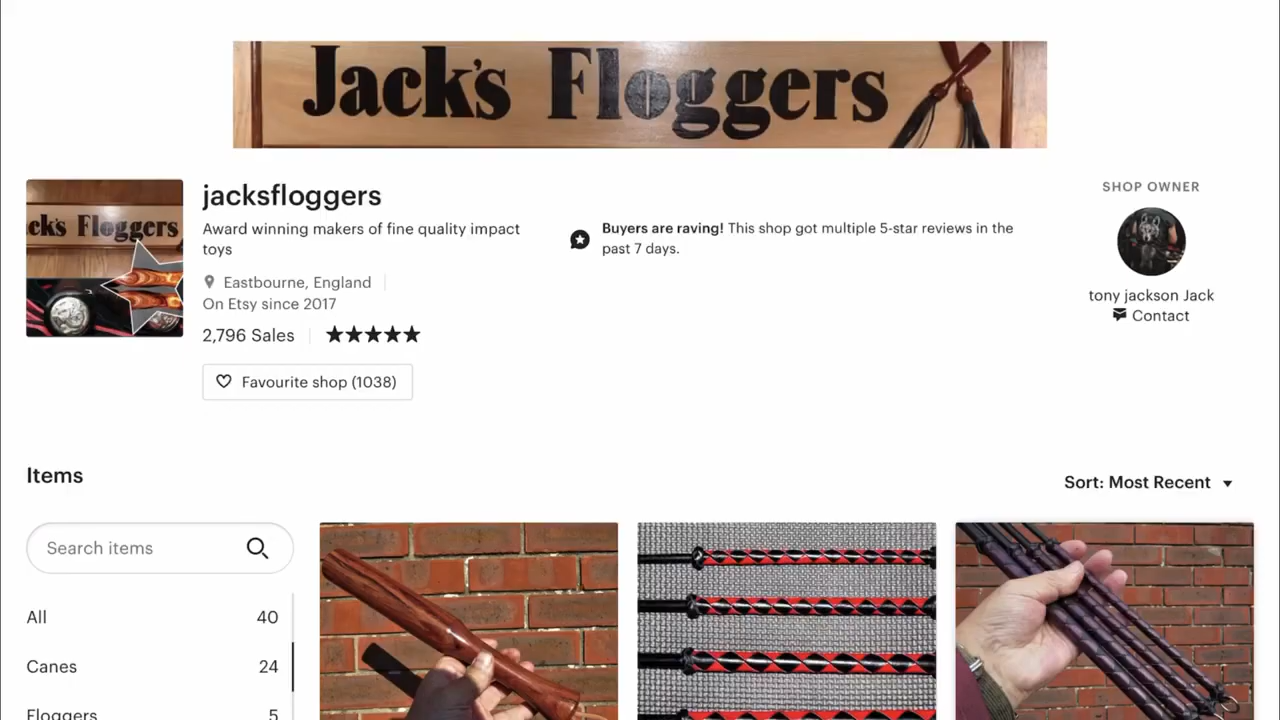 Jack's Floggers
jacksfloggers
Award winning makers of fine quality impact
toys
Eastbourne, England
On Etsy since 2017
2,796 Sales
Favourite shop (1038)
Buyers are raving! This shop got multiple 5-star reviews in the
past 7 days.
SHOP OWNER
tony jackson Jack
Contact
cks Floggers
Items
Sort: Most Recent
Search items
All 40
Canes 24
Floggers 5